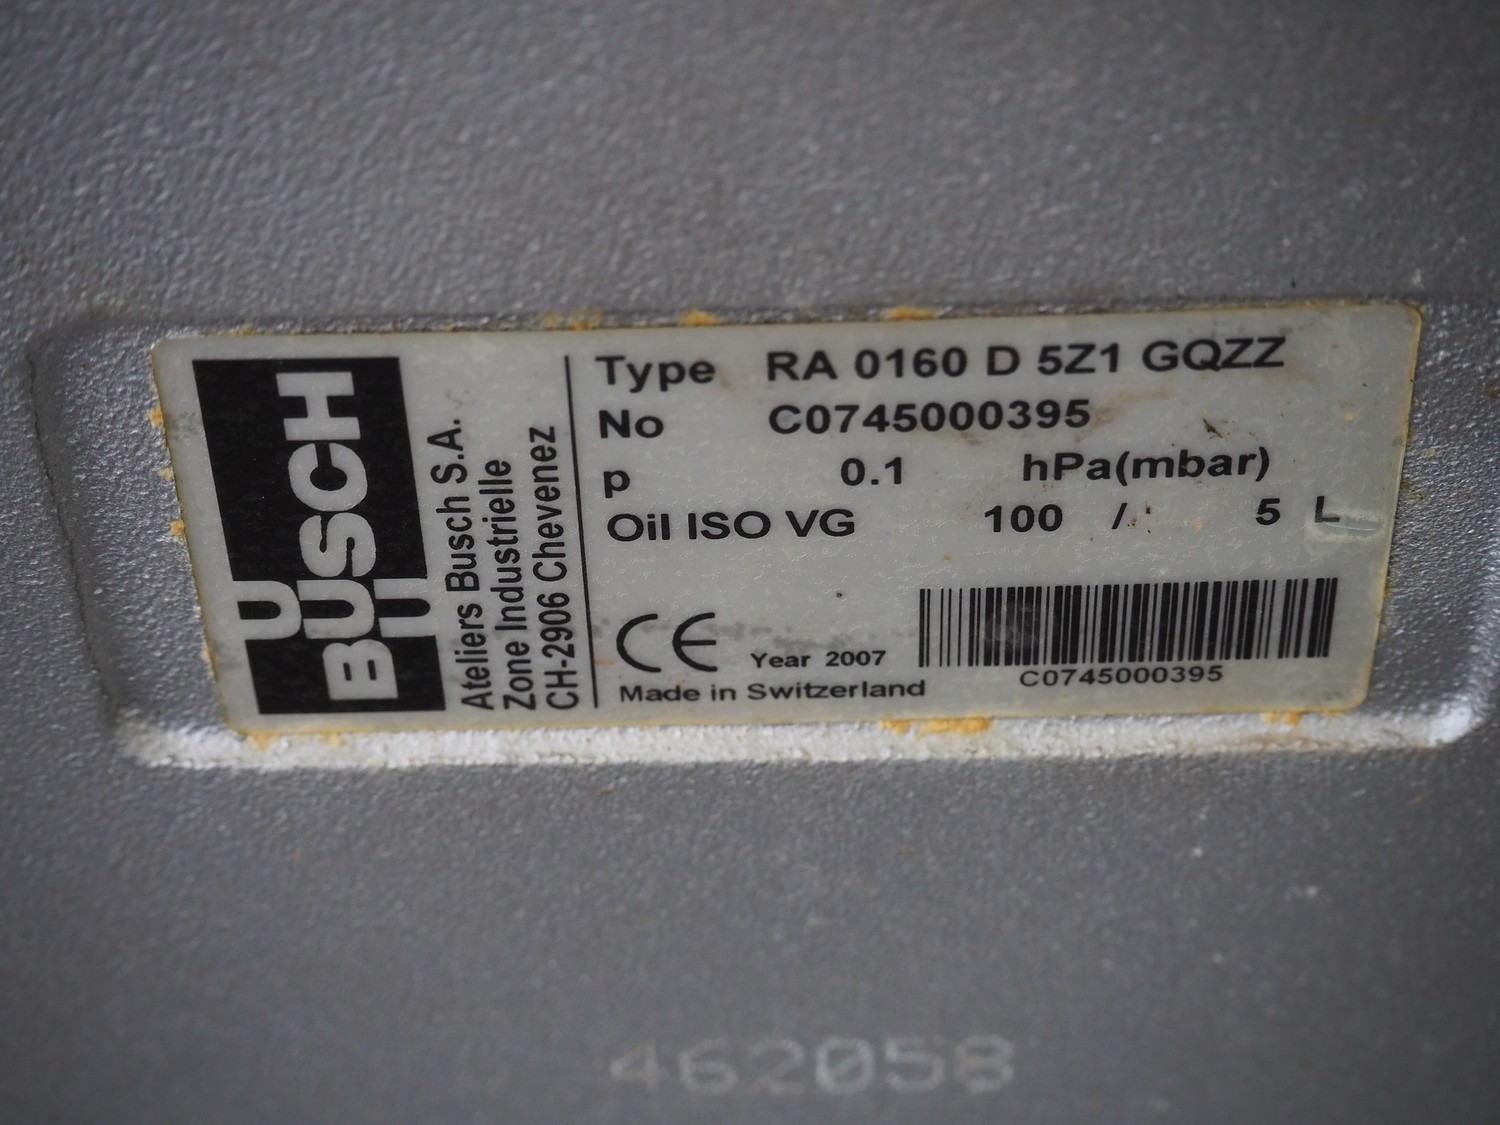 BUSCH
Ateliers Busch S.A.
Zone Industrielle
CH-2906 Chevenez
Type RA 0160 D 5Z1 GQZZ
No C0745000395
p 0.1 hPa(mbar)
Oil ISO VG 100 / 5 L
CE Year 2007
Made in Switzerland
C0745000395
462058